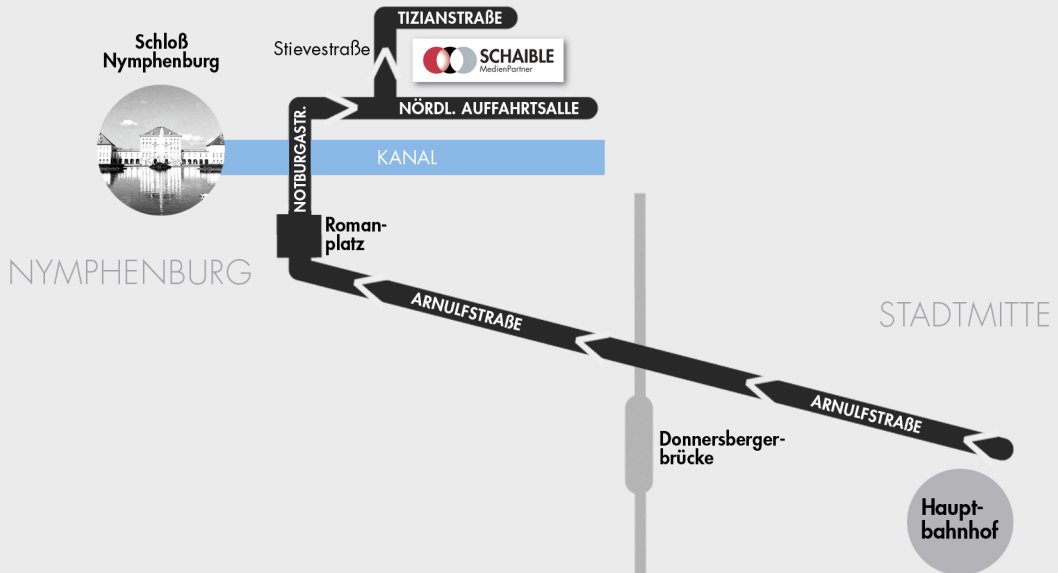 TIZIANSTRAßE
Schloß
Nymphenburg
Stievestraße
SCHAIBLE
MedienPartner
NÖRDL. AUFFAHRTSALLE
NOTBURGASTR.
KANAL
Roman-
platz
NYMPHENBURG
ARNULFSTRAßE
STADTMITTE
ARNULFSTRAßE
Donnersberger-
brücke
Haupt-
bahnhof